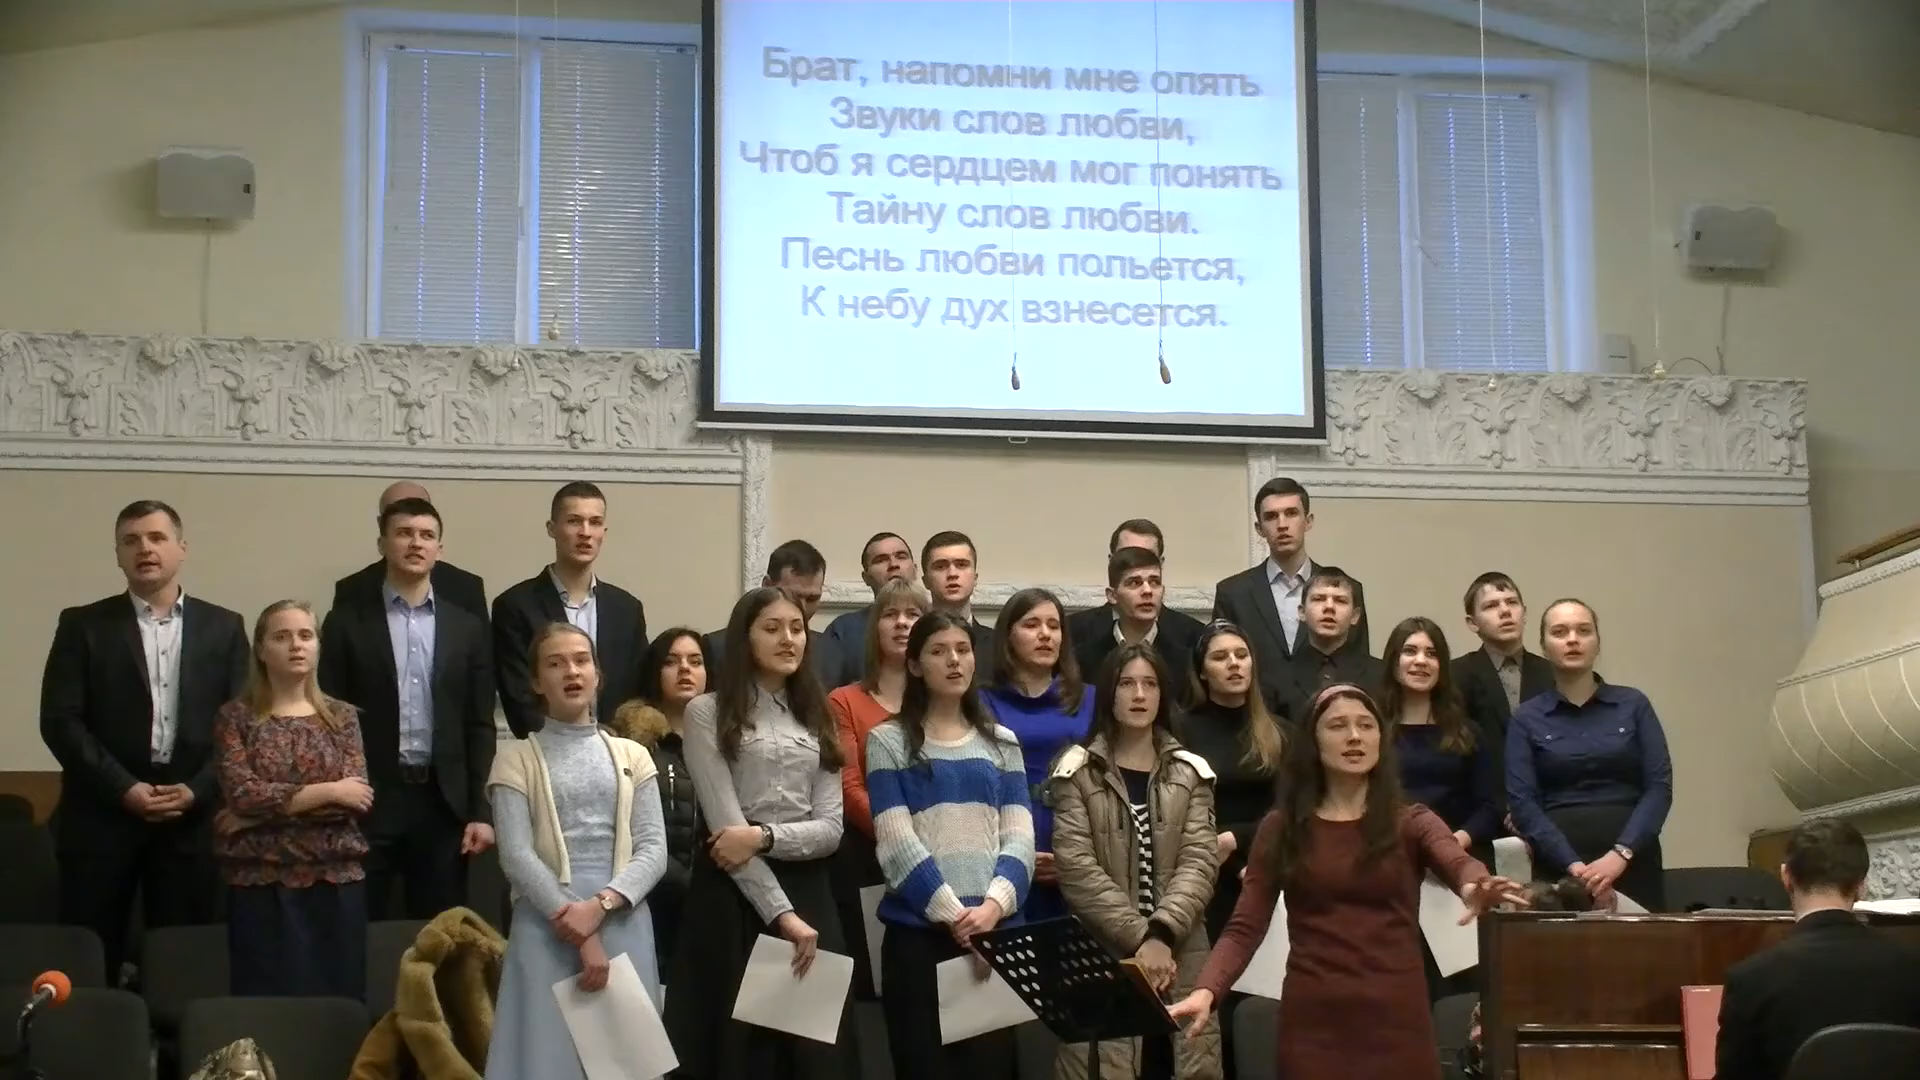 Брат, напомни мне опять
Звуки слов любви,
Чтоб я сердцем мог понять
Тайну слов любви.
Песнь любви польется,
К небу дух взнесется.